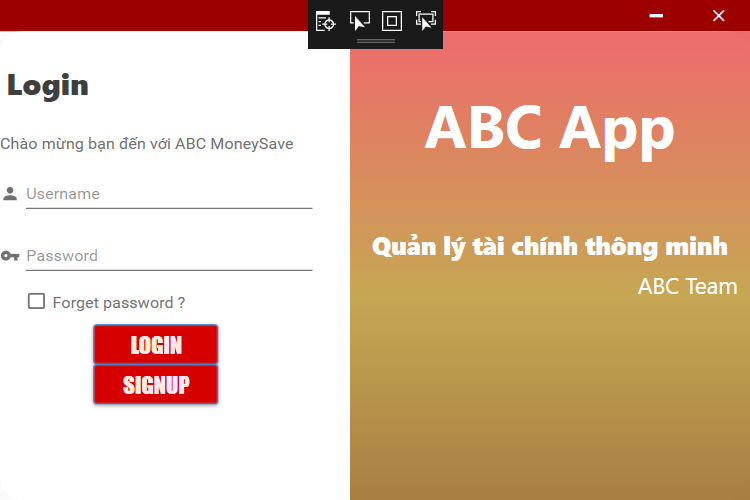 Login
Chào mừng bạn đến với ABC MoneySave
Username
Password
Forget password ?
LOGIN
SIGNUP
ABC App
Quản lý tài chính thông minh
ABC Team